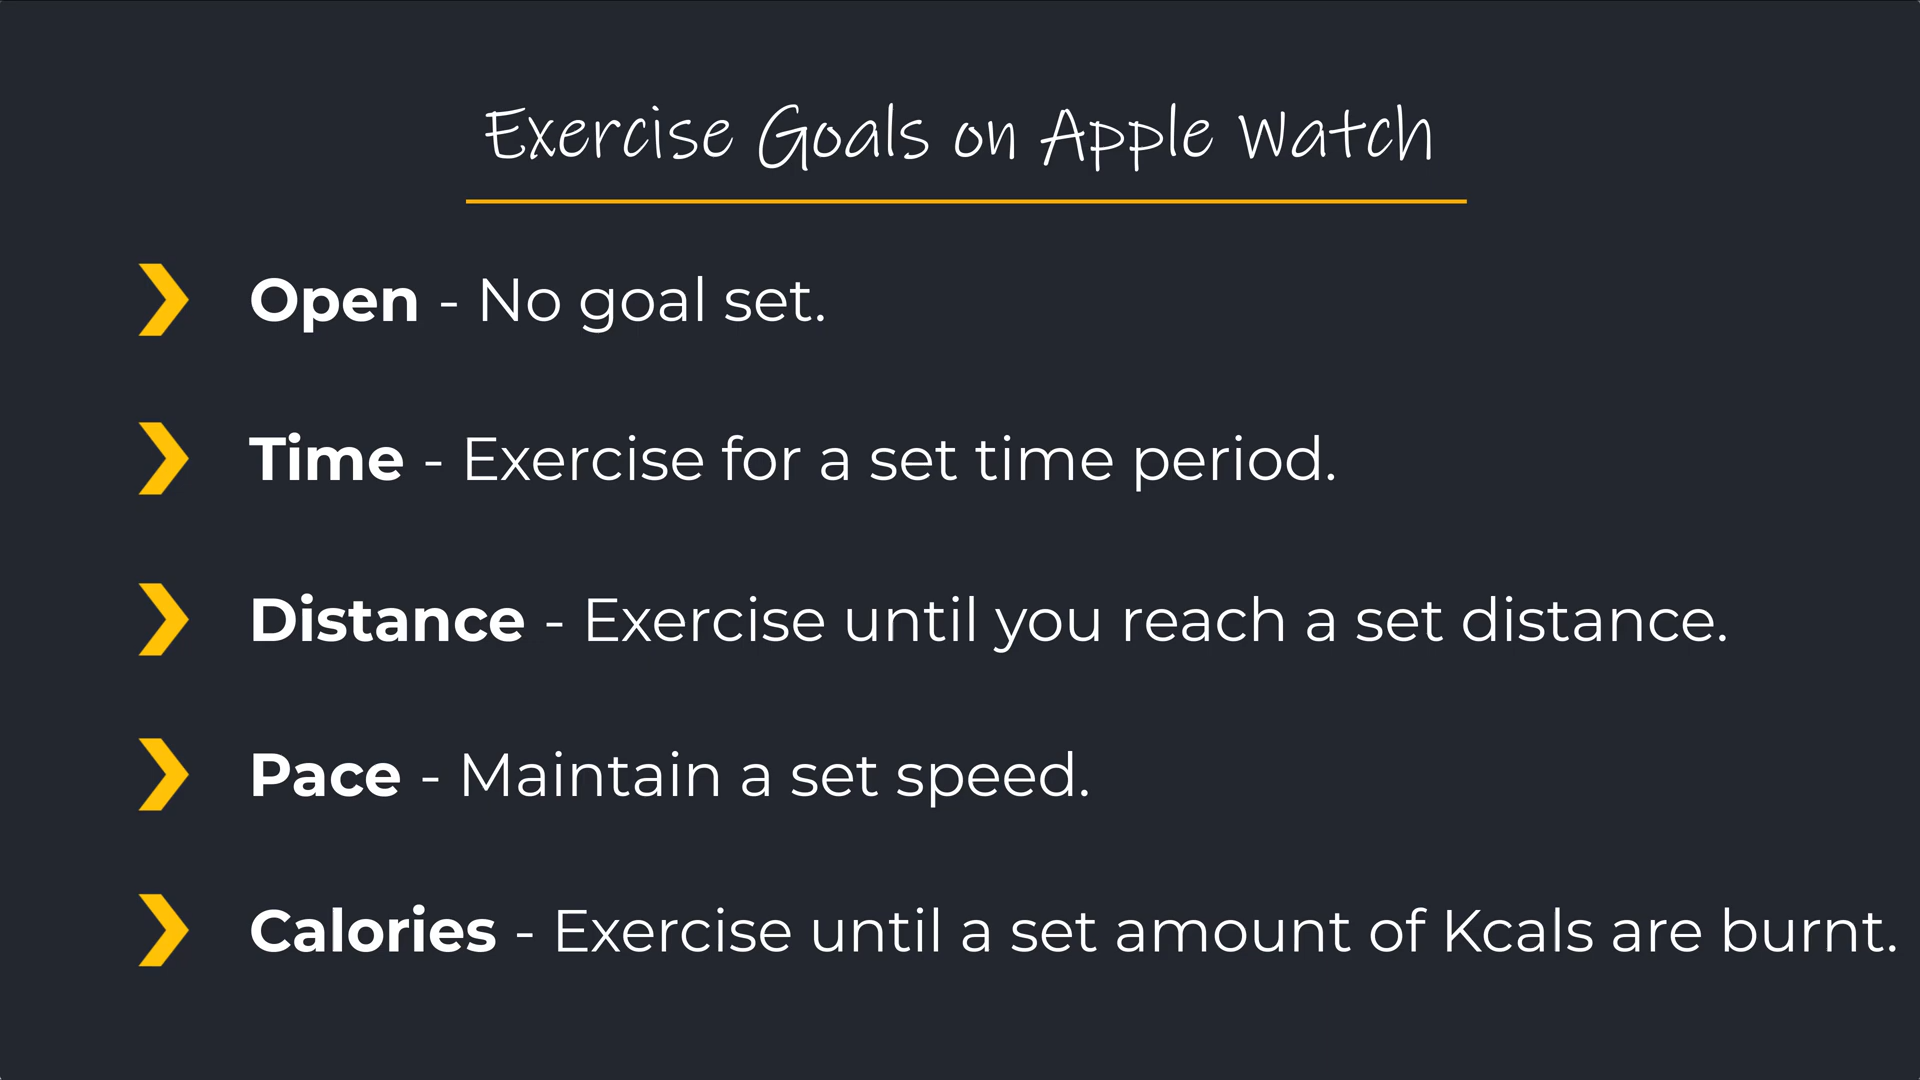 Exercise Goals on Apple Watch
Open - No goal set.
Time - Exercise for a set time period.
Distance - Exercise until you reach a set distance.
Pace - Maintain a set speed.
Calories - Exercise until a set amount of Kcals are burnt.